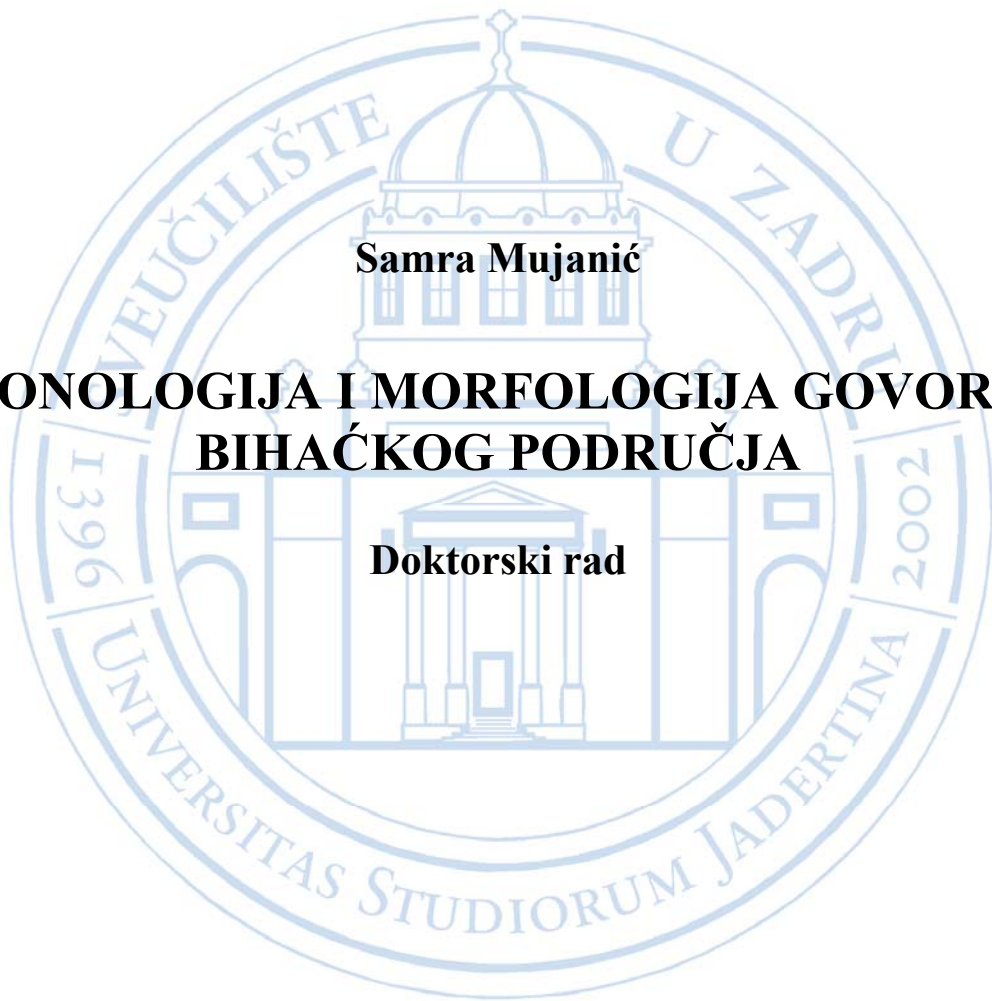 SVEUČILIŠTE U ZADRU
Samra Mujanić
ONOLOGIJA I MORFOLOGIJA GOVOR
BIHAĆKOG PODRUČJA
1396
2002
Doktorski rad
UNIVERSITAS STUDIORUM JADERTINA